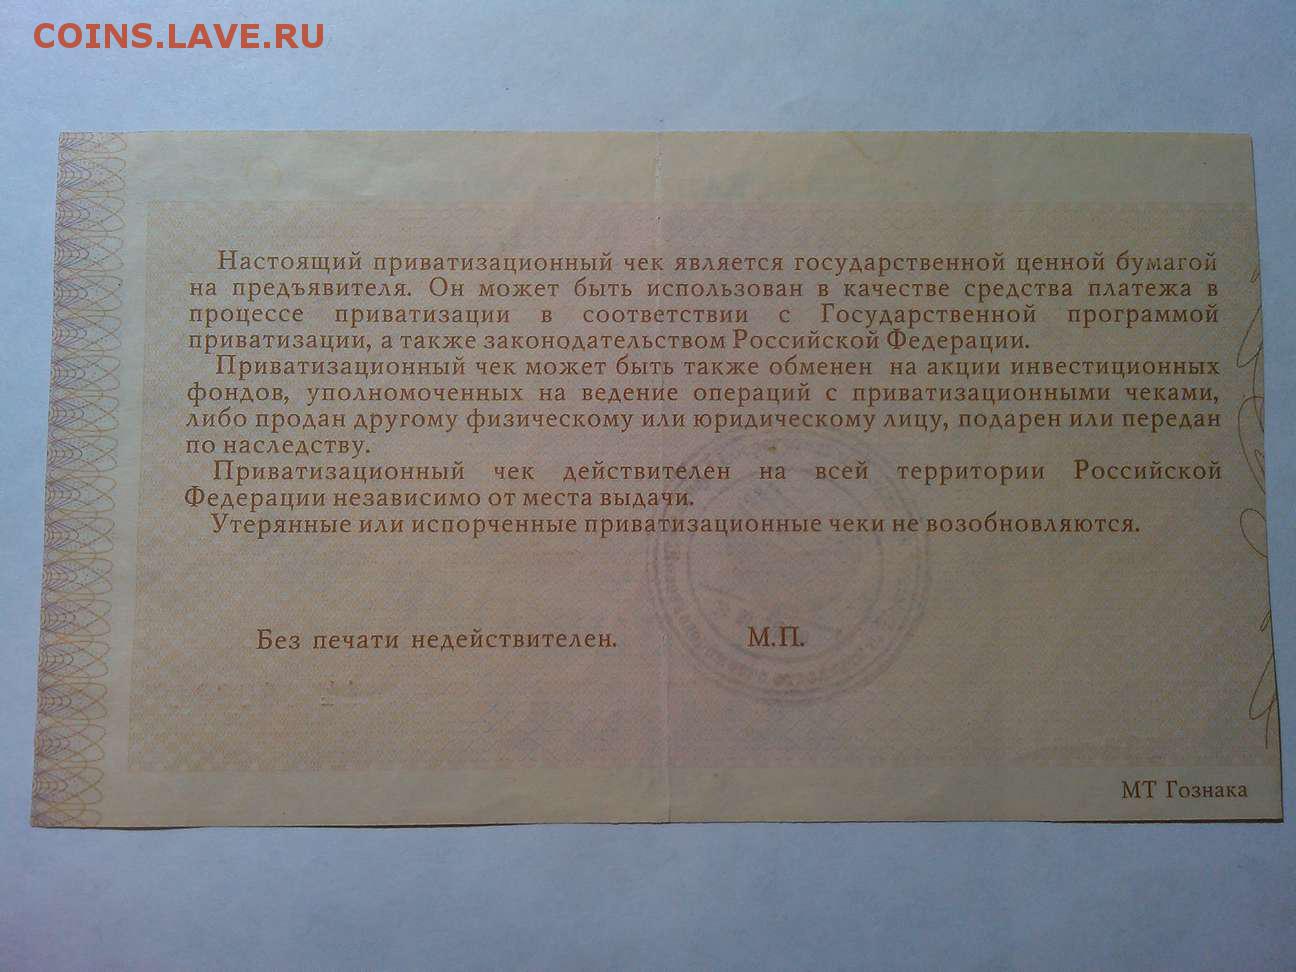 COINS.LAVE.RU
Настоящий приватизационный чек является государственной ценной бумагой
на предъявителя. Он может быть использован в качестве средства платежа в
процессе приватизации в соответствии с Государственной программой
приватизации, а также законодательством Российской Федерации.
Приватизационный чек может быть также обменен на акции инвестиционных
фондов, уполномоченных на ведение операций с приватизационными чеками,
либо продан другому физическому или юридическому лицу, подарен или передан
по наследству.
Приватизационный чек действителен на всей территории Российской
Федерации независимо от места выдачи.
Утерянные или испорченные приватизационные чеки не возобновляются.
Без печати недействителен.
М.П.
МТ Гознака